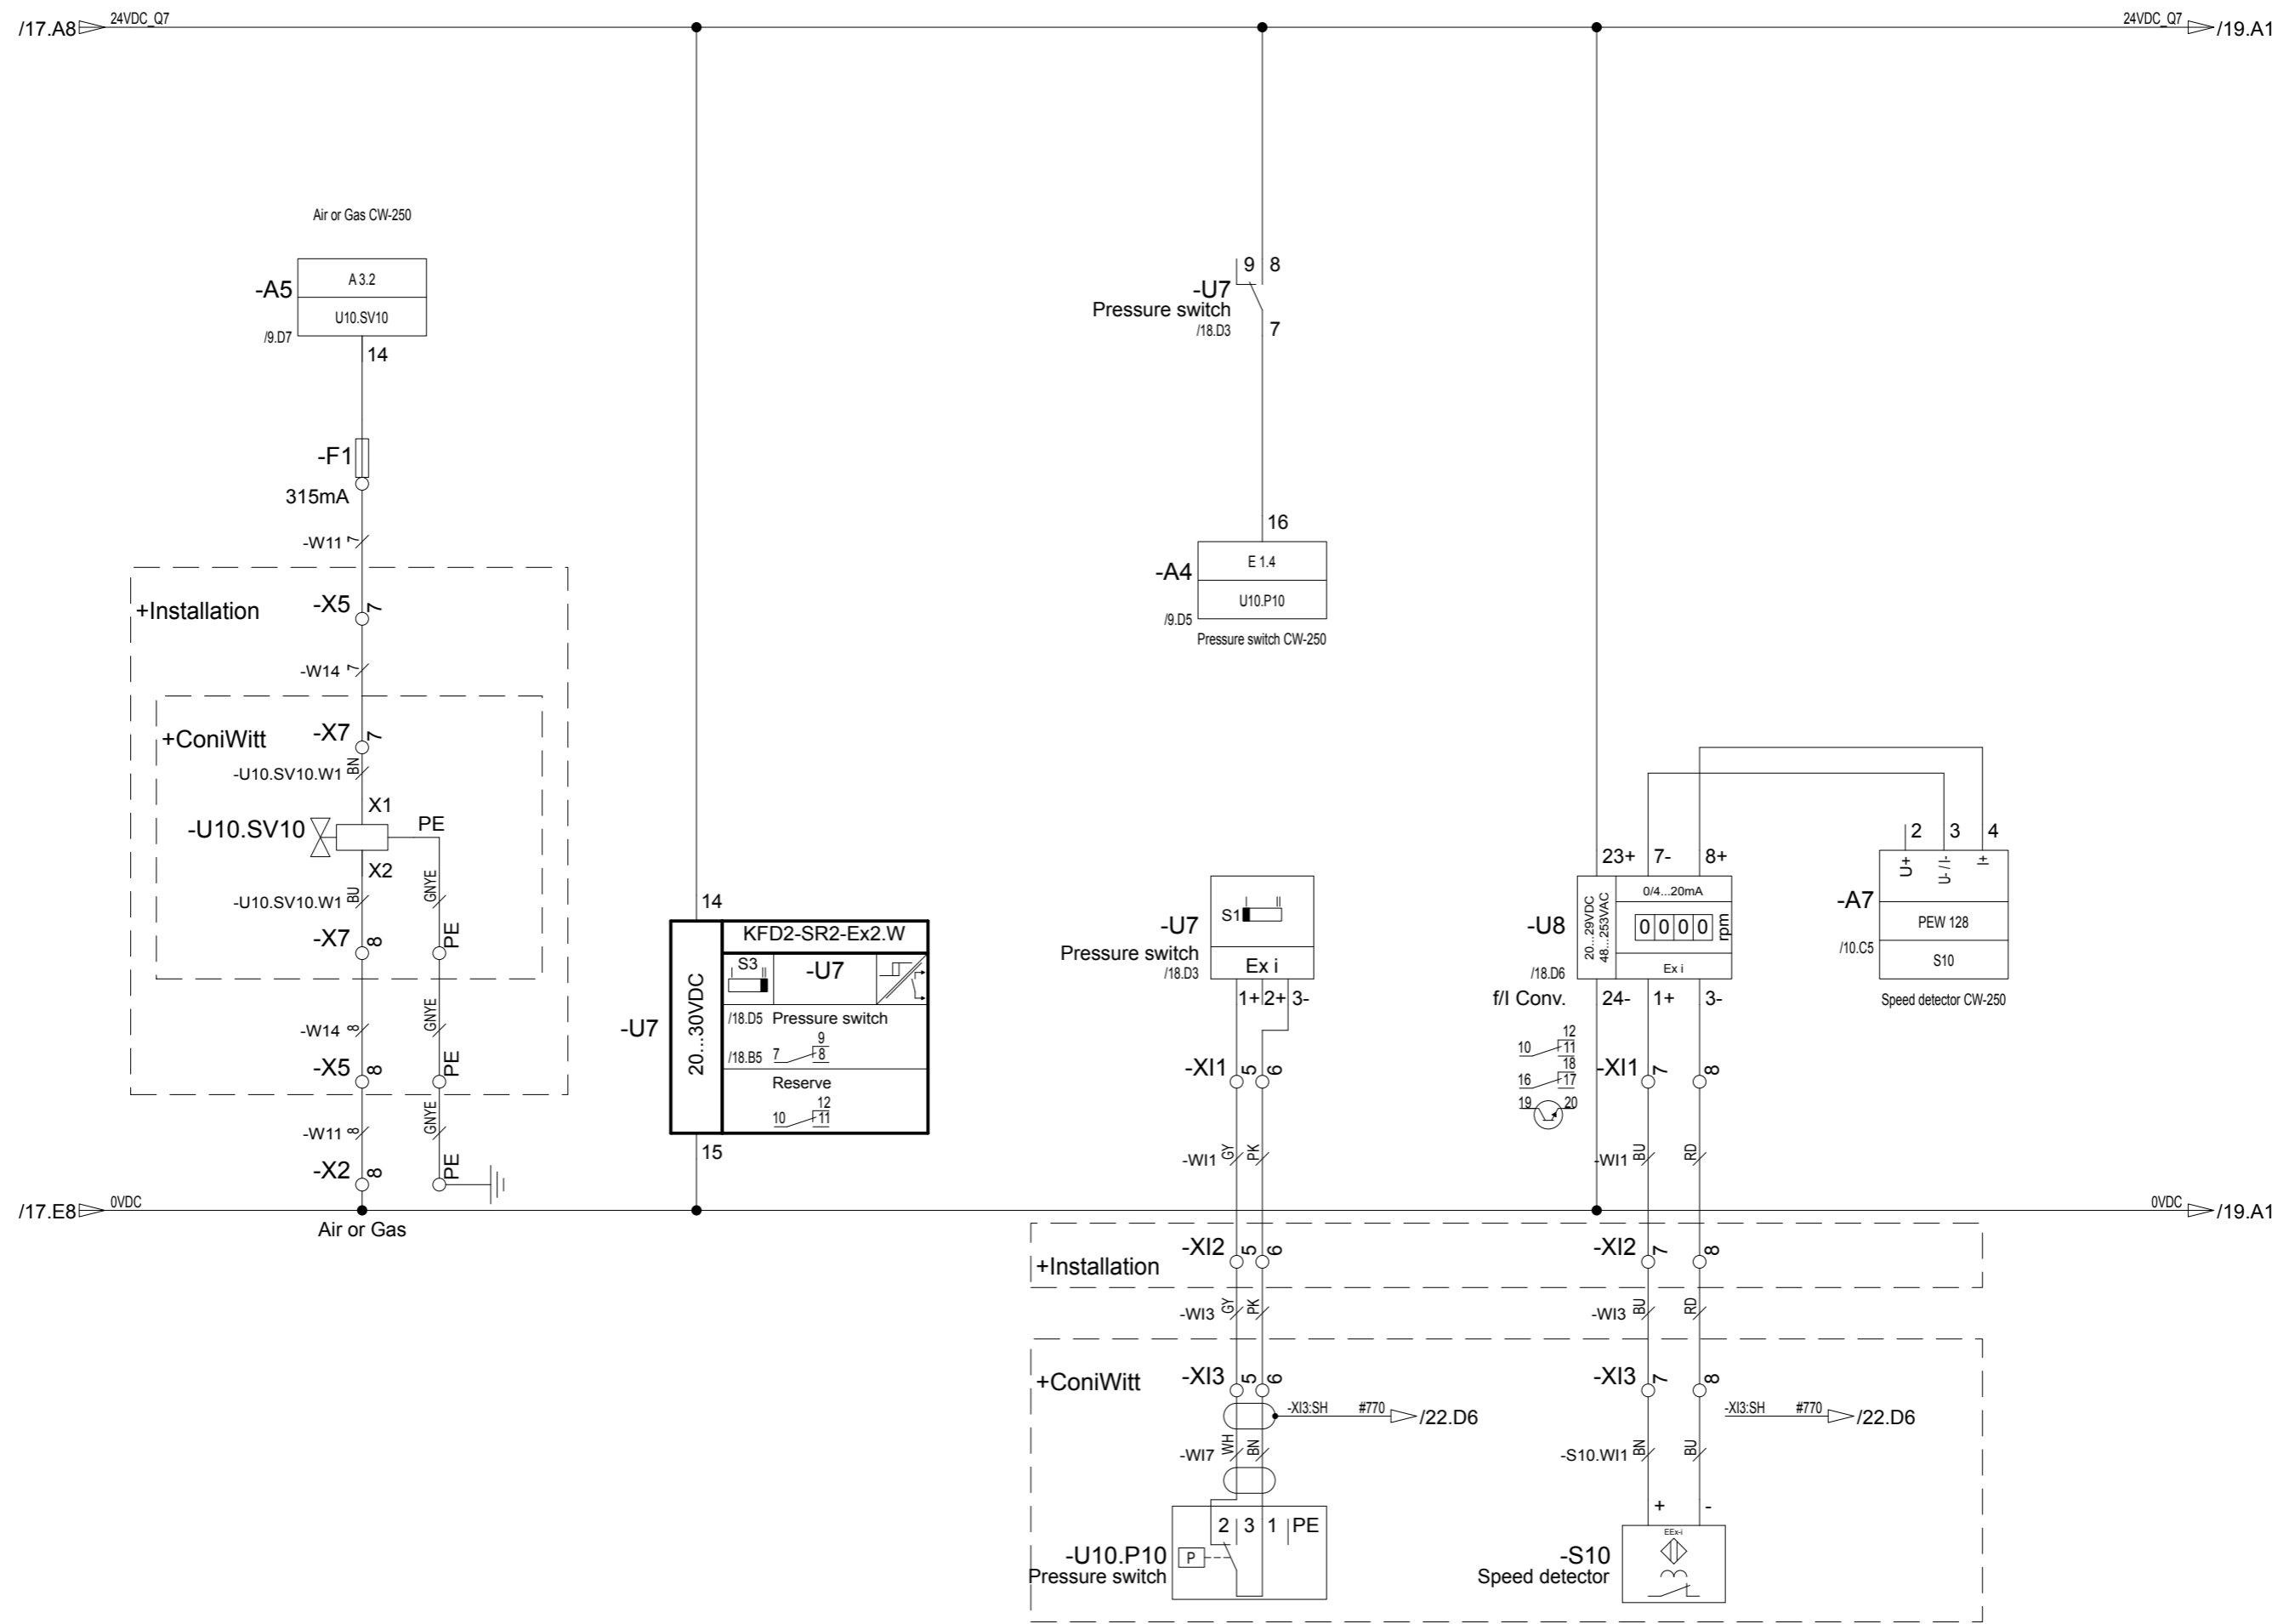 /17.A8 24VDC_Q7
24VDC_Q7 /19.A1
Air or Gas CW-250
-A5
A 3.2
U10.SV10
/9.D7
14
-F1
315mA
-W11 7
+Installation
-X5 7
-W14 7
+ConiWitt
-X7 7
-U10.SV10.W1 BN
X1
-U10.SV10
PE
X2
-U10.SV10.W1 BU
GNYE
-X7 8
PE
-W14 8
GNYE
-X5 8
PE
-W11 8
GNYE
-X2 8
PE
/17.E8 0VDC
0VDC /19.A1
Air or Gas
14
-U7
20...30VDC
KFD2-SR2-Ex2.W
S3
I II
-U7
/18.D5 Pressure switch
9
/18.B5 7 8
Reserve
12
10 11
15
9 8
-U7
Pressure switch
/18.D3
7
16
-A4
E 1.4
U10.P10
/9.D5
Pressure switch CW-250
-U7
Pressure switch
/18.D3
I II
S1
Ex i
1+ 2+ 3-
-XI1 5 6
-WI1 GY PK
+Installation
-XI2 5 6
-WI3 GY PK
+ConiWitt
-XI3 5 6
-XI3:SH #770 /22.D6
-WI7 WH BN
2 3 1 PE
P
-U10.P10
Pressure switch
23+ 7- 8+
-U8
20...29VDC
48...253VAC
0/4...20mA
0 0 0 0 rpm
Ex i
/18.D6
f/I Conv.
24- 1+ 3-
12
10 11
18
16 17
19 20
-XI1 7 8
-WI1 BU RD
-XI2 7 8
-WI3 BU RD
-XI3 7 8
-XI3:SH #770 /22.D6
-S10.WI1 BN BU
+ -
EEx-i
-S10
Speed detector
2 3 4
U+ U-/I- I+
-A7
PEW 128
/10.C5
S10
Speed detector CW-250